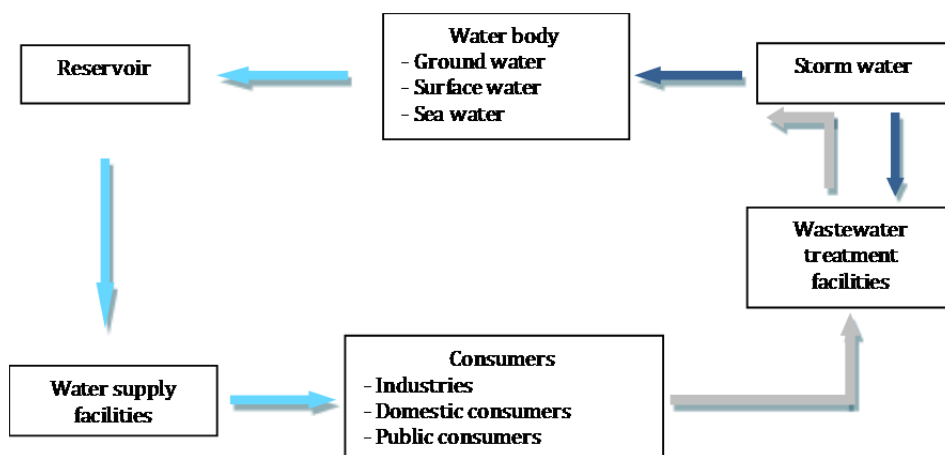 Reservoir
Water body
- Ground water
- Surface water
- Sea water
Storm water
Wastewater
treatment
facilities
Water supply
facilities
Consumers
- Industries
- Domestic consumers
- Public consumers